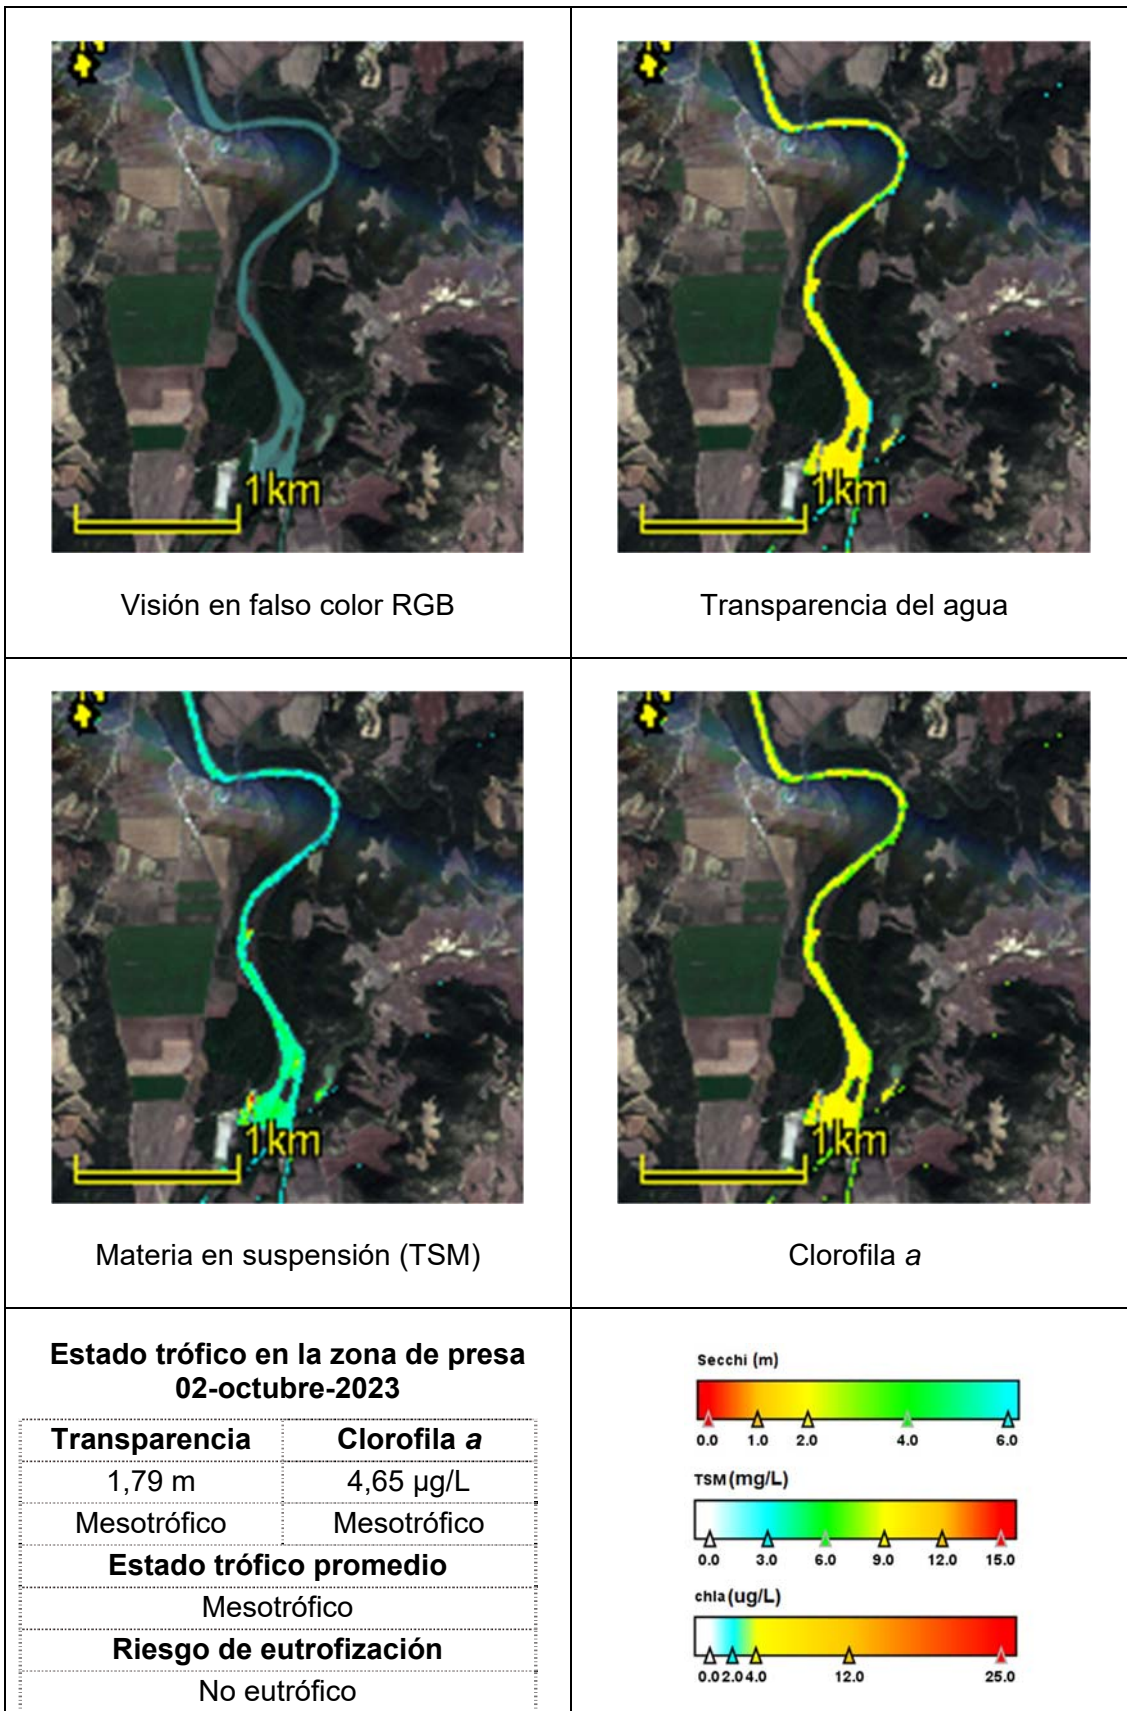 1km
1km
Visión en falso color RGB
Transparencia del agua
1km
1km
Materia en suspensión (TSM)
Clorofila a
Estado trófico en la zona de presa
02-octubre-2023
Transparencia
Clorofila a
1,79 m
4,65 µg/L
Mesotrófico
Mesotrófico
Estado trófico promedio
Mesotrófico
Riesgo de eutrofización
No eutrófico
Secchi (m)
0.0 1.0 2.0 4.0 6.0
TSM (mg/L)
0.0 3.0 6.0 9.0 12.0 15.0
chla (ug/L)
0.0 2.0 4.0 12.0 25.0